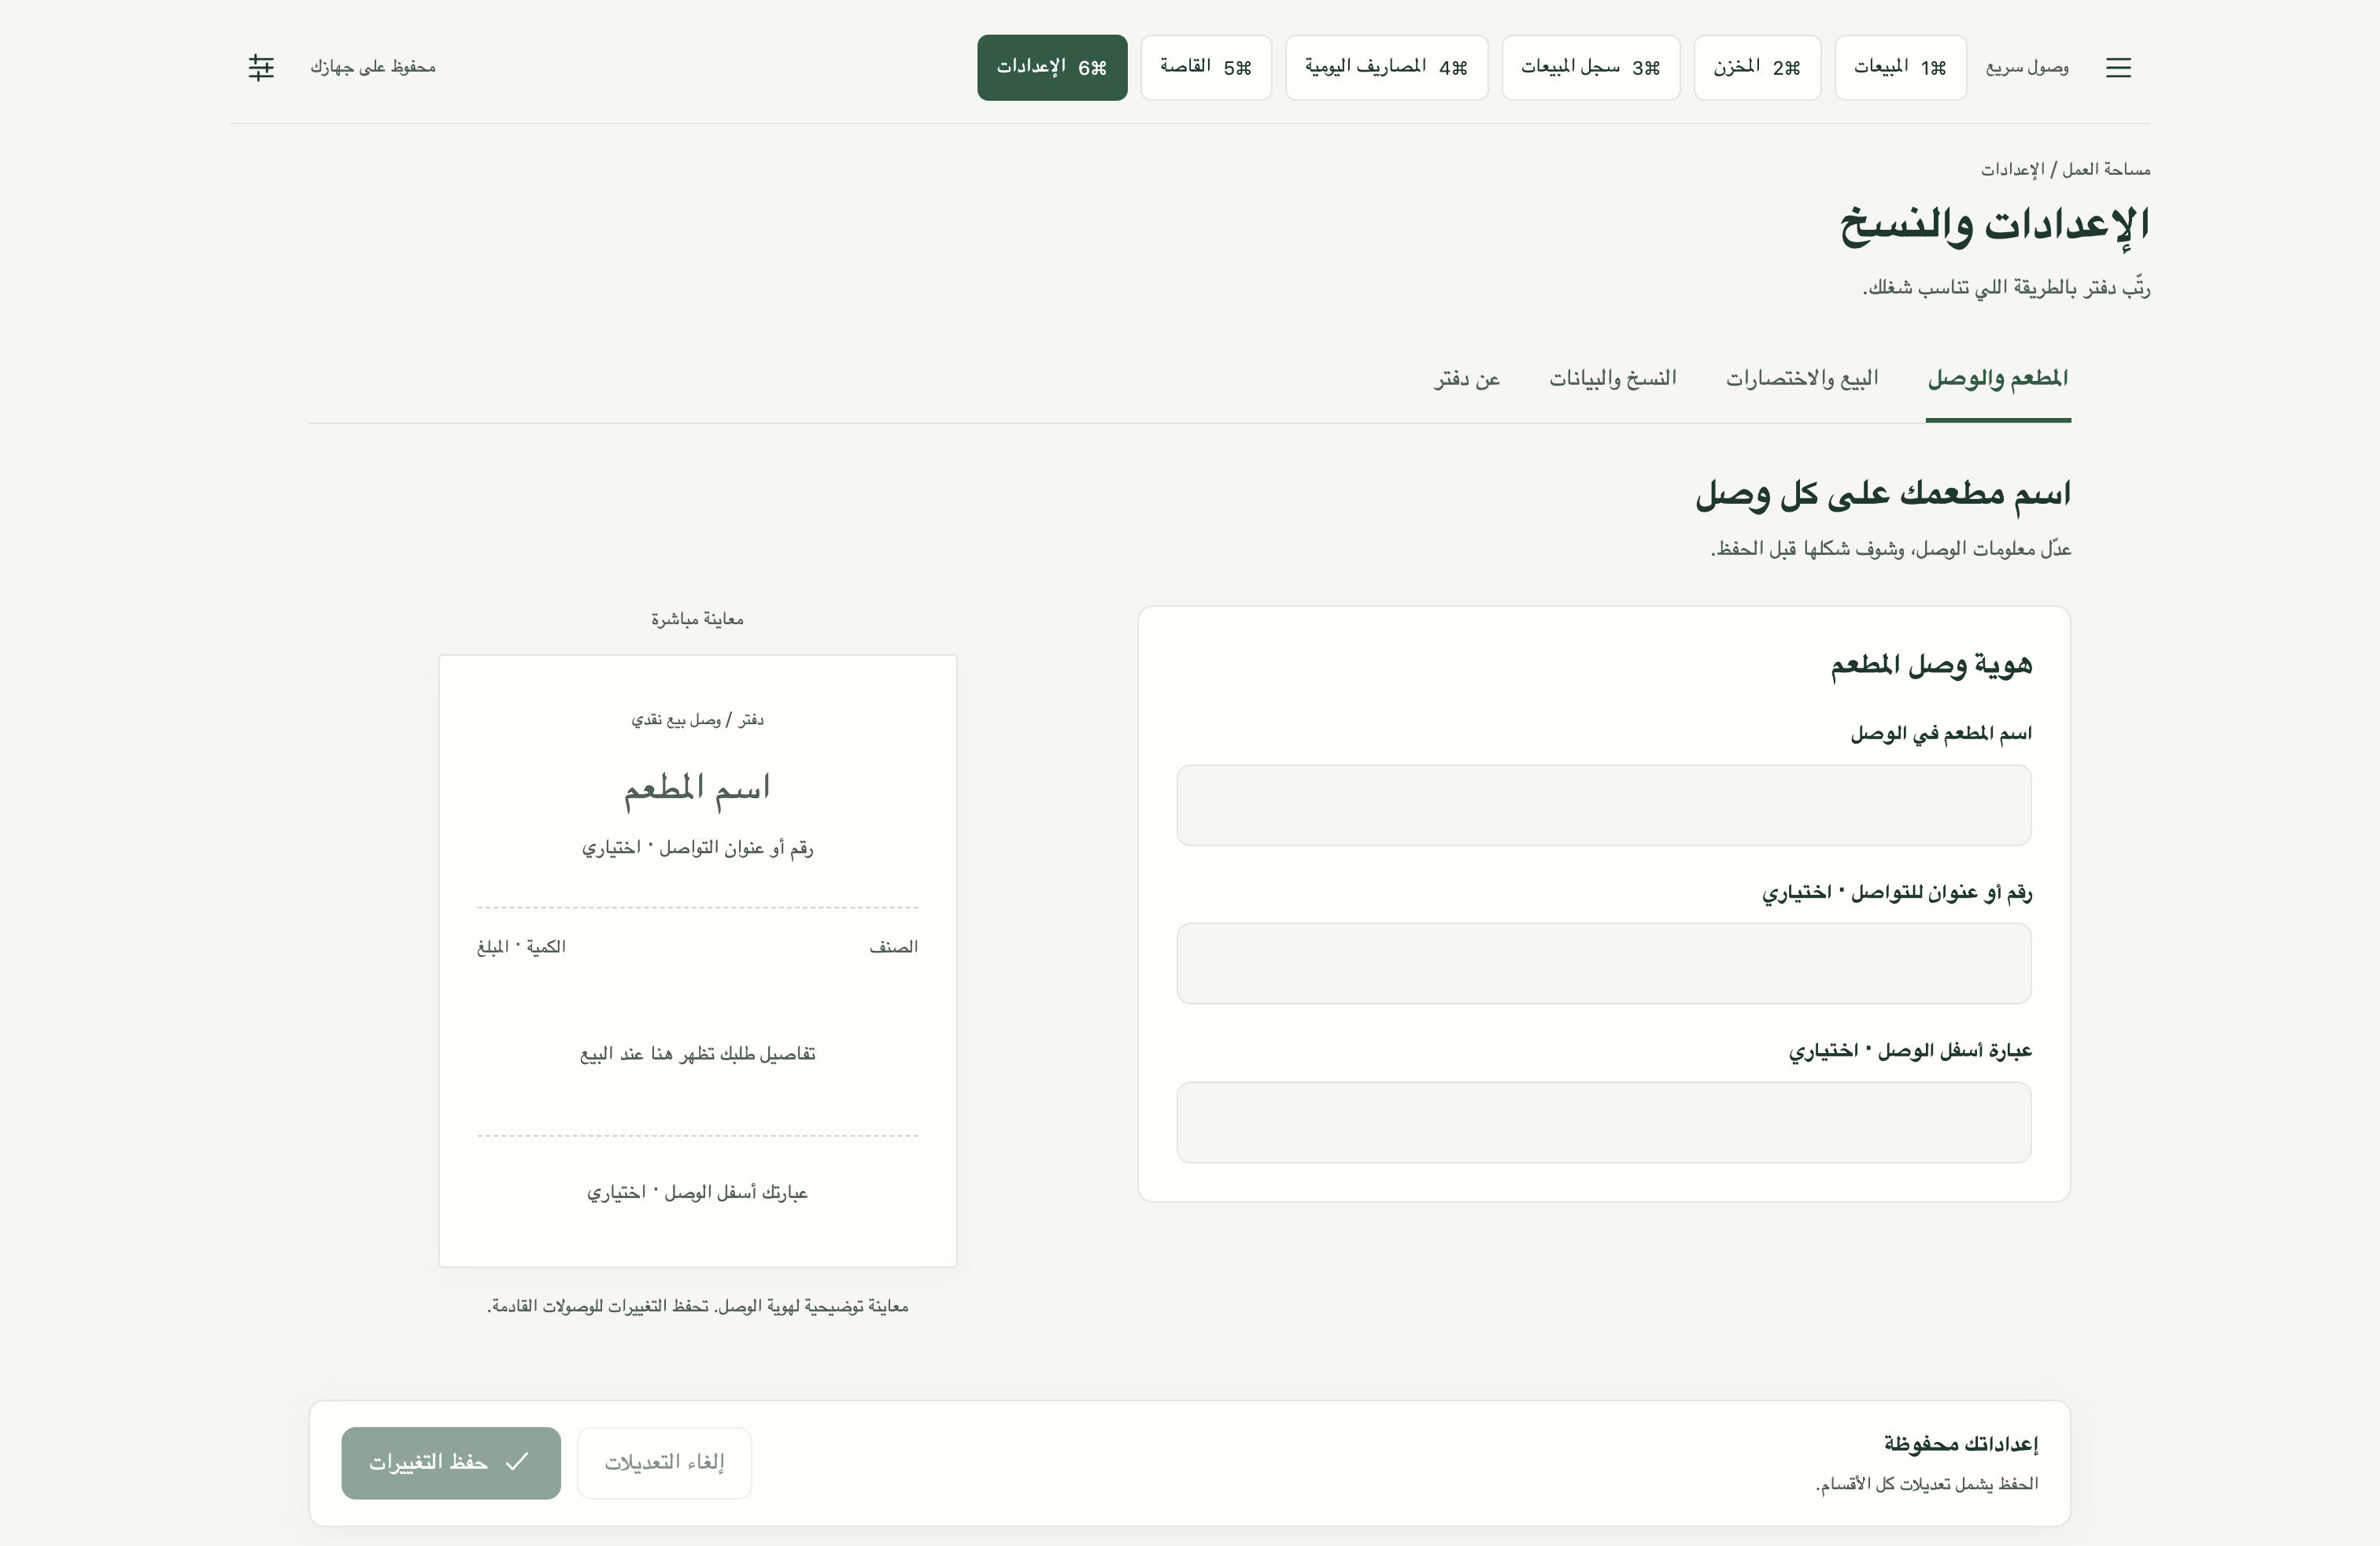 وصول سريع
⌘1 المبيعات
⌘2 المخزن
⌘3 سجل المبيعات
⌘4 المصاريف اليومية
⌘5 القاصة
⌘6 الإعدادات
محفوظ على جهازك
مساحة العمل / الإعدادات
الإعدادات والنسخ
رتّب دفتر بالطريقة اللي تناسب شغلك.
المطعم والوصل
البيع والاختصارات
النسخ والبيانات
عن دفتر
اسم مطعمك على كل وصل
عدّل معلومات الوصل، وشوف شكلها قبل الحفظ.
هوية وصل المطعم
اسم المطعم في الوصل
رقم أو عنوان للتواصل · اختياري
عبارة أسفل الوصل · اختياري
معاينة مباشرة
دفتر / وصل بيع نقدي
اسم المطعم
رقم أو عنوان التواصل · اختياري
الصنف
الكمية · المبلغ
تفاصيل طلبك تظهر هنا عند البيع
عبارتك أسفل الوصل · اختياري
معاينة توضيحية لهوية الوصل. تحفظ التغييرات للوصولات القادمة.
إعداداتك محفوظة
الحفظ يشمل تعديلات كل الأقسام.
إلغاء التعديلات
حفظ التغييرات